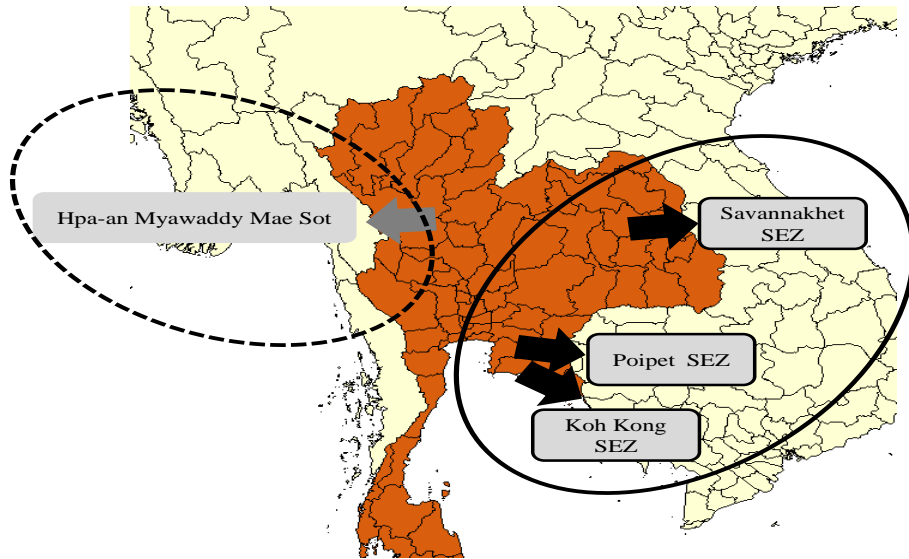 Hpa-an Myawaddy Mae Sot
Savannakhet
SEZ
Poipet SEZ
Koh Kong
SEZ